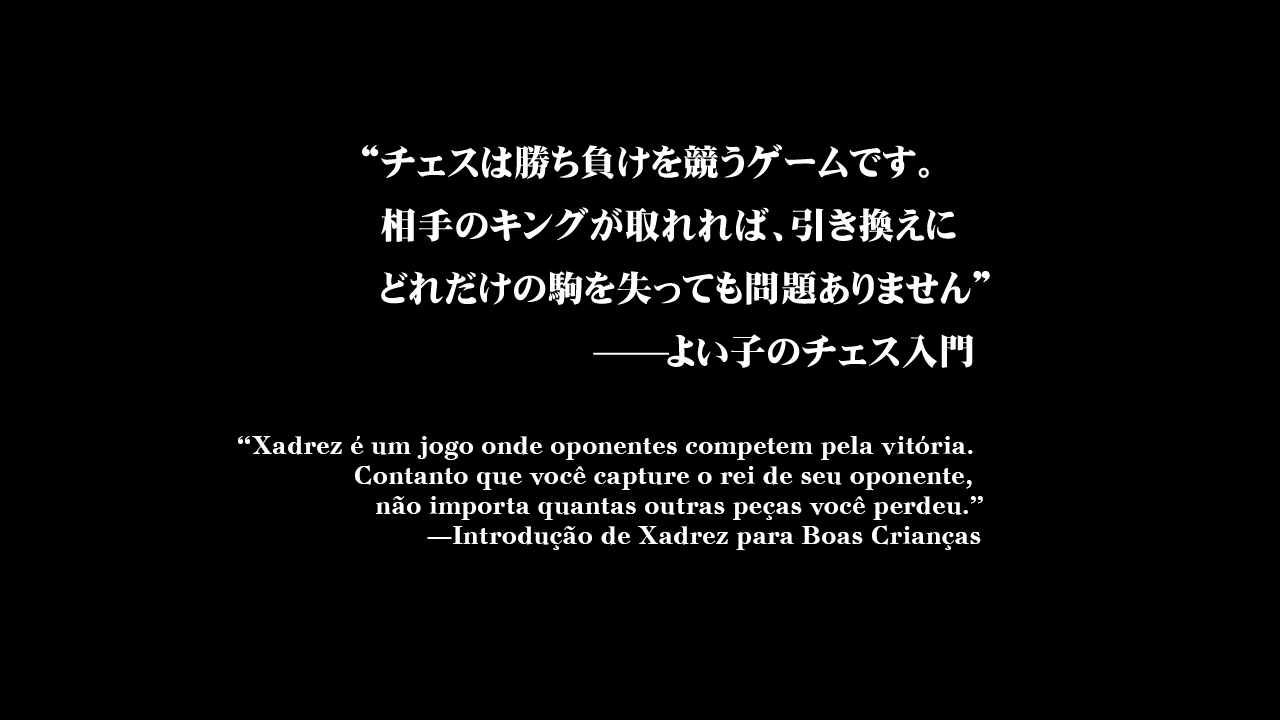 “チェスは勝ち負けを競うゲームです。
相手のキングが取れれば、引き換えに
どれだけの駒を失っても問題ありません”
――よい子のチェス入門
“Xadrez é um jogo onde oponentes competem pela vitória.
Contanto que você capture o rei de seu oponente,
não importa quantas outras peças você perdeu.”
—Introdução de Xadrez para Boas Crianças